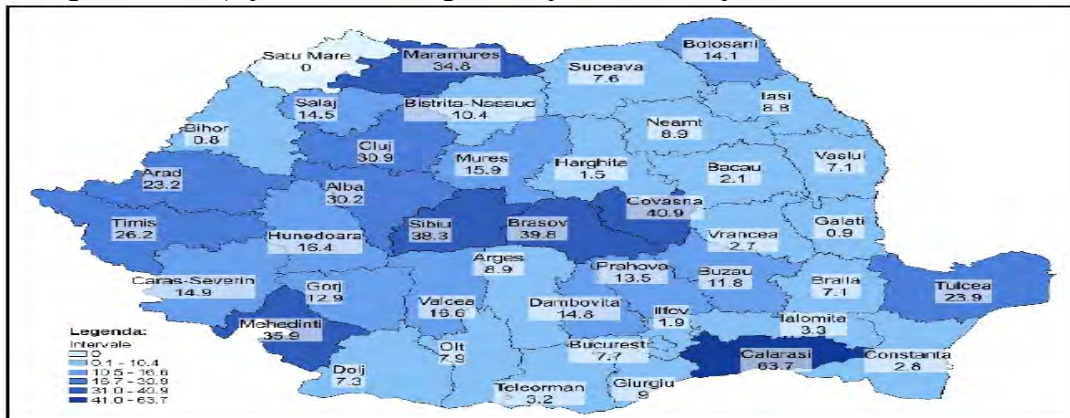 Satu Mare
0
Maramures
34.8
Suceava
7.6
Botosani
14.1
Salaj
14.5
Bistrita-Nasaud
10.4
Iasi
8.8
Bihor
0.8
Cluj
30.9
Neamt
8.9
Mures
15.9
Harghita
1.5
Bacau
2.1
Vaslui
7.1
Arad
23.2
Alba
30.2
Timis
26.2
Hunedoara
16.4
Sibiu
38.3
Brasov
39.8
Covasna
40.9
Vrancea
2.7
Galati
0.9
Caras-Severin
14.9
Gorj
12.9
Valcea
16.6
Arges
8.9
Dambovita
14.8
Prahova
13.5
Buzau
11.8
Braila
7.1
Tulcea
23.9
Mehedinti
35.9
Dolj
7.3
Olt
7.9
Teleorman
3.2
Bucuresti
7.7
Ilfov
1.9
Giurgiu
9
Ialomita
3.3
Calarasi
63.7
Constanta
2.8
Legenda:
Intervale:
0
0.1 - 10.4
10.5 - 16.6
16.7 - 30.9
31.0 - 40.9
41.0 - 63.7